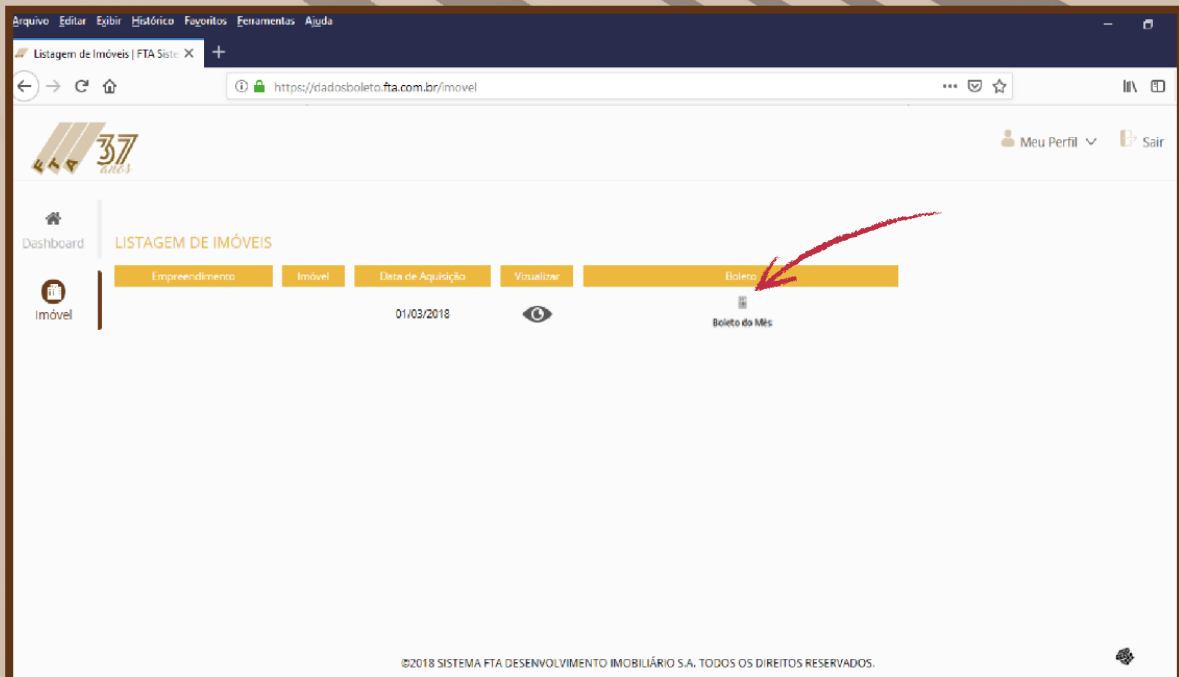 Arquivo Editar Exibir Histórico Favoritos Ferramentas Ajuda
Listagem de Imóveis | FTA Siste
https://dadosboleto.fta.com.br/imovel
FTA 37 anos
Meu Perfil
Sair
Dashboard
Imóvel
LISTAGEM DE IMÓVEIS
Empreendimento Imóvel Data de Aquisição Vizualizar Boleto
01/03/2018
Boleto do Mês
©2018 SISTEMA FTA DESENVOLVIMENTO IMOBILIÁRIO S.A. TODOS OS DIREITOS RESERVADOS.